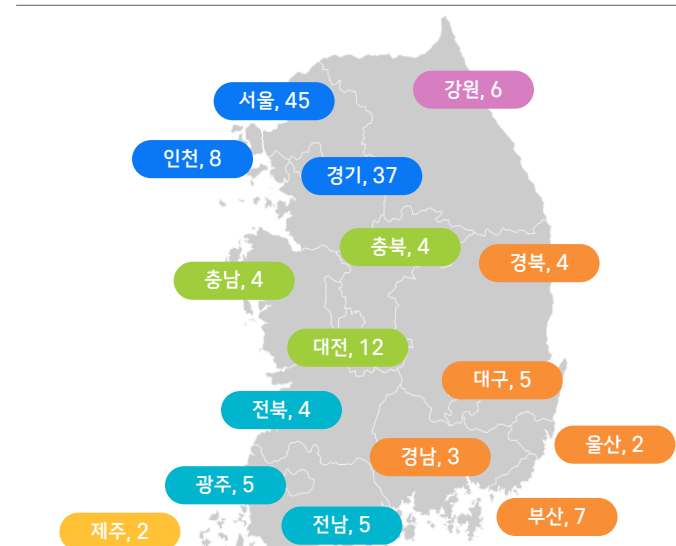 강원, 6
서울, 45
인천, 8
경기, 37
충북, 4
경북, 4
충남, 4
대전, 12
대구, 5
전북, 4
울산, 2
경남, 3
광주, 5
부산, 7
전남, 5
제주, 2